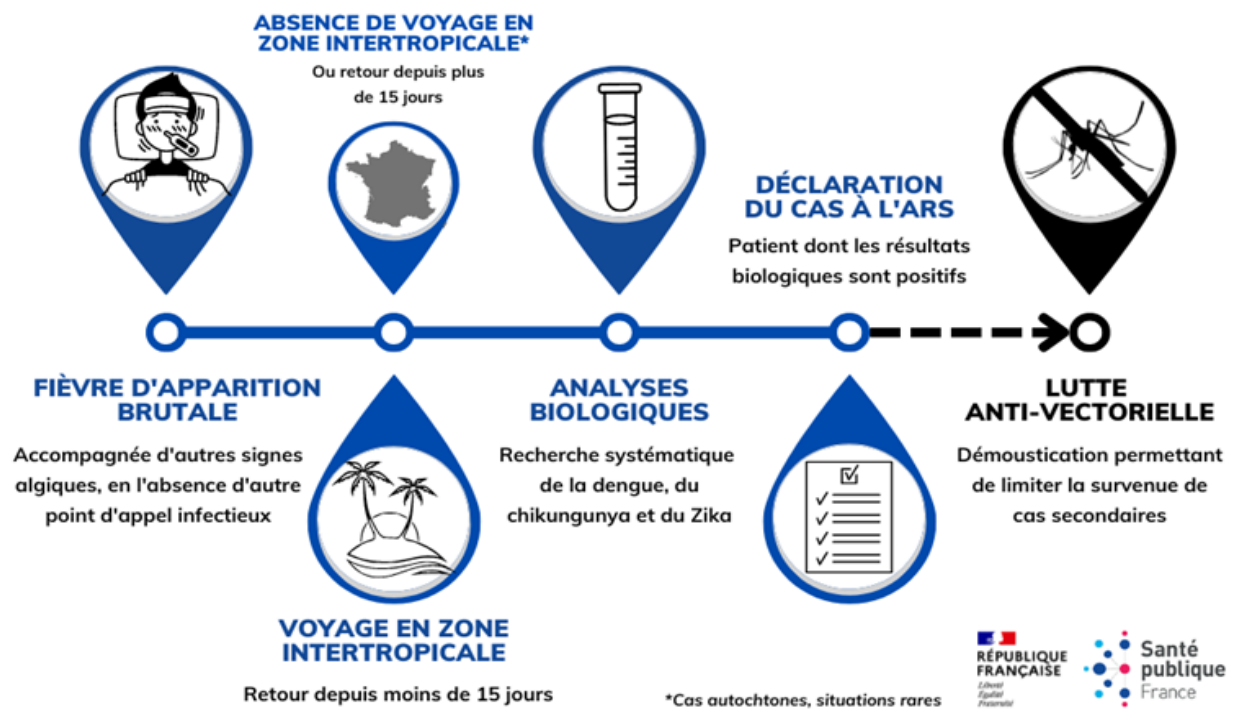 ABSENCE DE VOYAGE EN
ZONE INTERTROPICALE*
Ou retour depuis plus
de 15 jours
DÉCLARATION
DU CAS À L'ARS
Patient dont les résultats
biologiques sont positifs
FIÈVRE D'APPARITION
BRUTALE
Accompagnée d'autres signes
algiques, en l'absence d'autre
point d'appel infectieux
ANALYSES
BIOLOGIQUES
Recherche systématique
de la dengue, du
chikungunya et du Zika
LUTTE
ANTI-VECTORIELLE
Démoustication permettant
de limiter la survenue de
cas secondaires
VOYAGE EN ZONE
INTERTROPICALE
Retour depuis moins de 15 jours
*Cas autochtones, situations rares
RÉPUBLIQUE
FRANÇAISE
Liberté
Égalité
Fraternité
Santé
publique
France